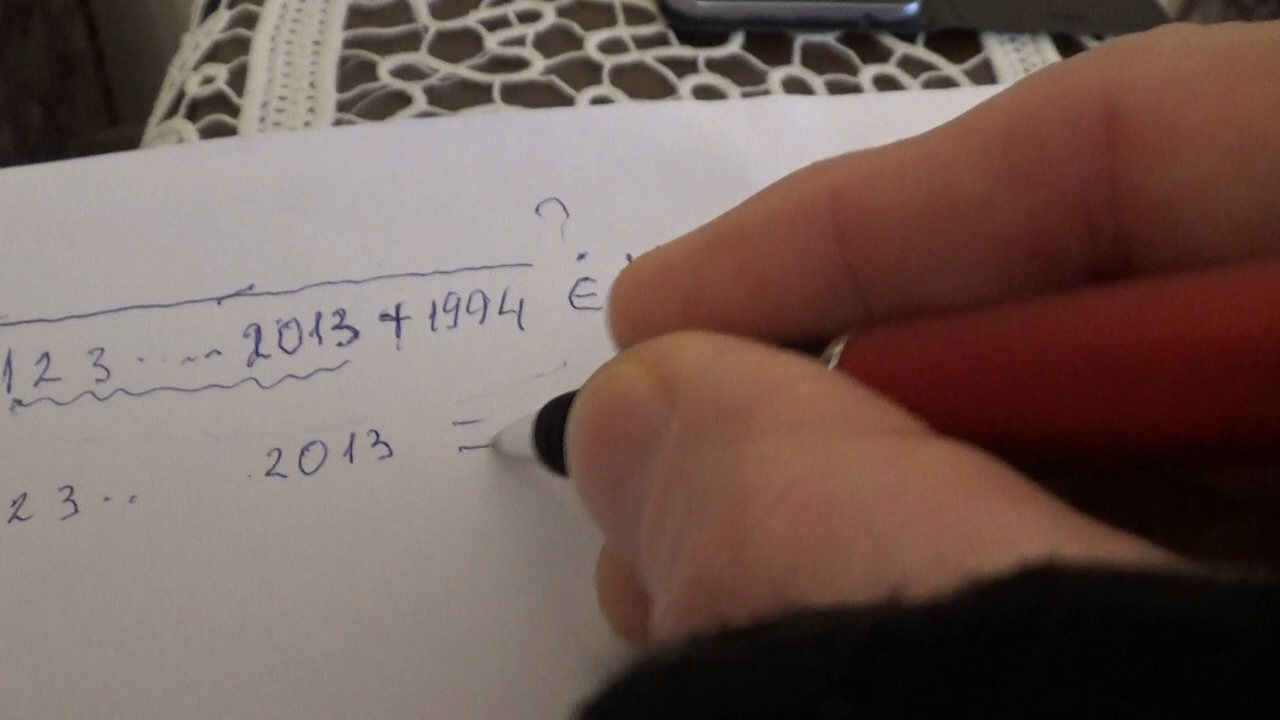 ?
123.....2013+1994 Ė
23.. 2013 =